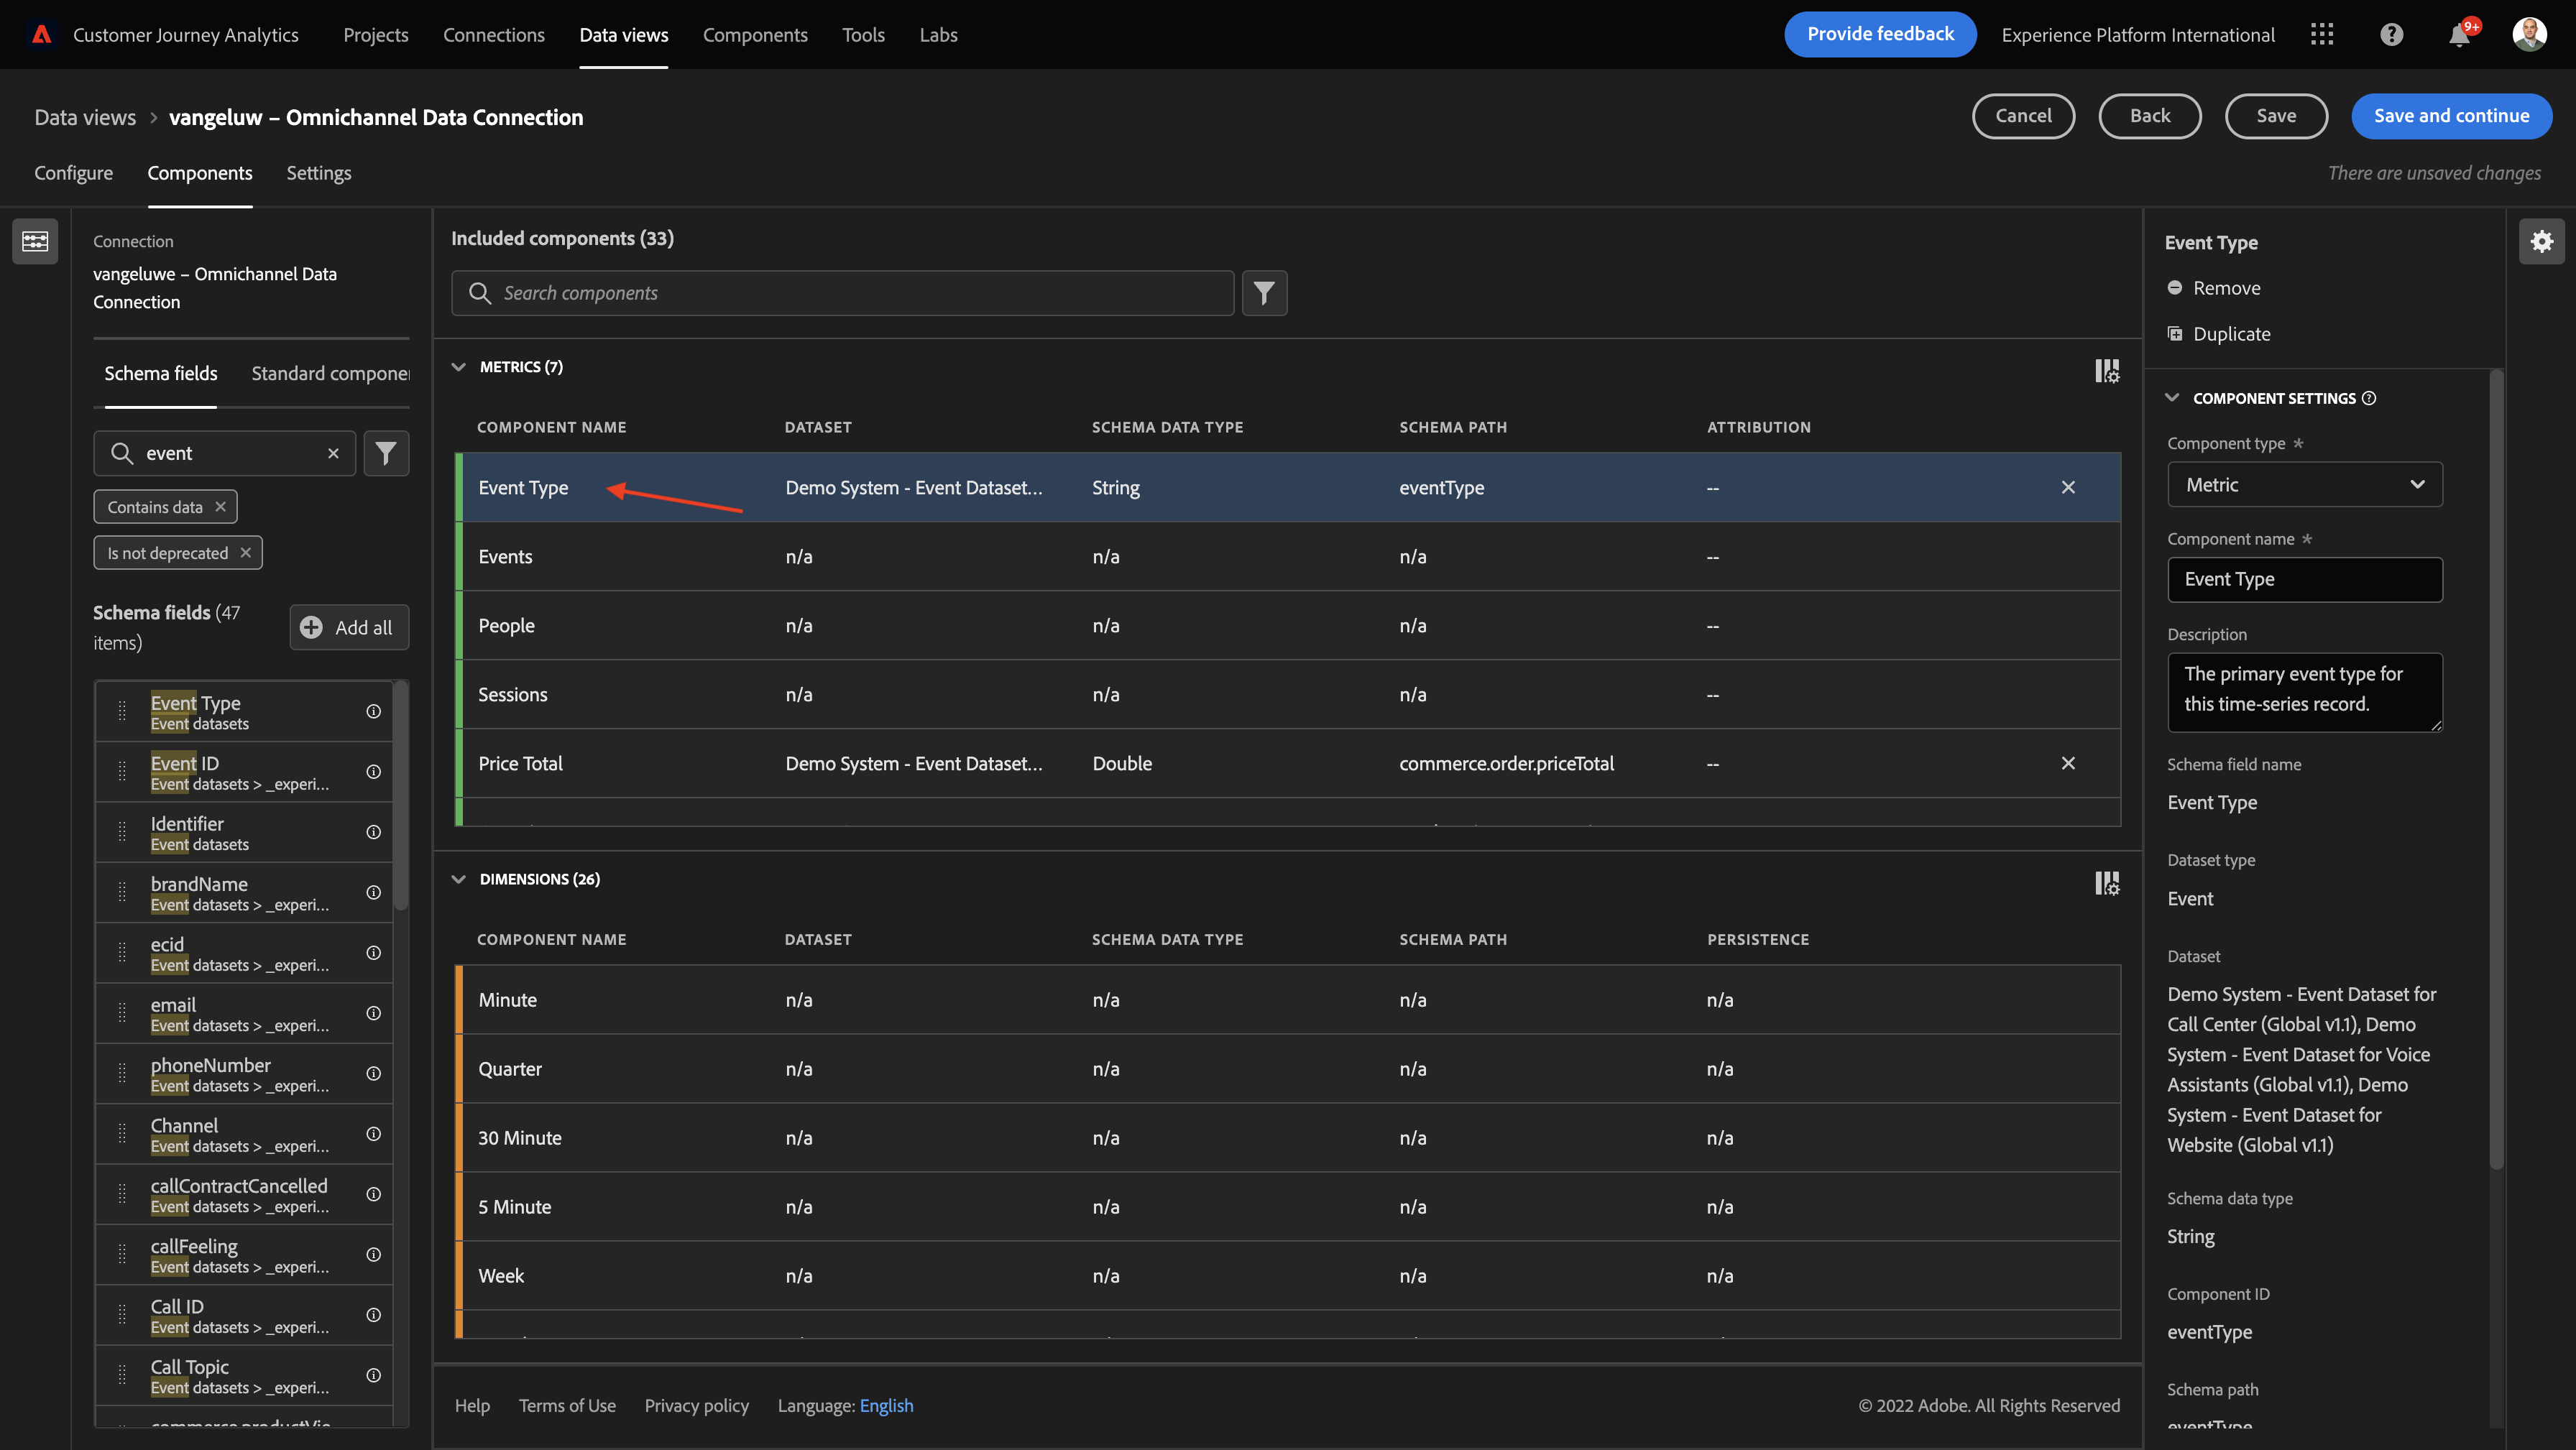 Customer Journey Analytics
Projects
Connections
Data views
Components
Tools
Labs
Provide feedback
Experience Platform International
?
9+
Data views > vangeluw – Omnichannel Data Connection
Cancel
Back
Save
Save and continue
Configure
Components
Settings
There are unsaved changes
Connection
vangeluwe – Omnichannel Data
Connection
Schema fields
Standard compone
event
Contains data
Is not deprecated
Schema fields (47
items)
Add all
Event Type
Event datasets
Event ID
Event datasets > _experi...
Identifier
Event datasets
brandName
Event datasets > _experi...
ecid
Event datasets > _experi...
email
Event datasets > _experi...
phoneNumber
Event datasets > _experi...
Channel
Event datasets > _experi...
callContractCancelled
Event datasets > _experi...
callFeeling
Event datasets > _experi...
Call ID
Event datasets > _experi...
Call Topic
Event datasets > _experi...
Included components (33)
Search components
METRICS (7)
COMPONENT NAME DATASET SCHEMA DATA TYPE SCHEMA PATH ATTRIBUTION
Event Type Demo System - Event Dataset... String eventType --
Events n/a n/a n/a --
People n/a n/a n/a --
Sessions n/a n/a n/a --
Price Total Demo System - Event Dataset... Double commerce.order.priceTotal --
DIMENSIONS (26)
COMPONENT NAME DATASET SCHEMA DATA TYPE SCHEMA PATH PERSISTENCE
Minute n/a n/a n/a n/a
Quarter n/a n/a n/a n/a
30 Minute n/a n/a n/a n/a
5 Minute n/a n/a n/a n/a
Week n/a n/a n/a n/a
Help
Terms of Use
Privacy policy
Language: English
© 2022 Adobe. All Rights Reserved
Event Type
Remove
Duplicate
COMPONENT SETTINGS
Component type *
Metric
Component name *
Event Type
Description
The primary event type for
this time-series record.
Schema field name
Event Type
Dataset type
Event
Dataset
Demo System - Event Dataset for
Call Center (Global v1.1), Demo
System - Event Dataset for Voice
Assistants (Global v1.1), Demo
System - Event Dataset for
Website (Global v1.1)
Schema data type
String
Component ID
eventType
Schema path
eventType